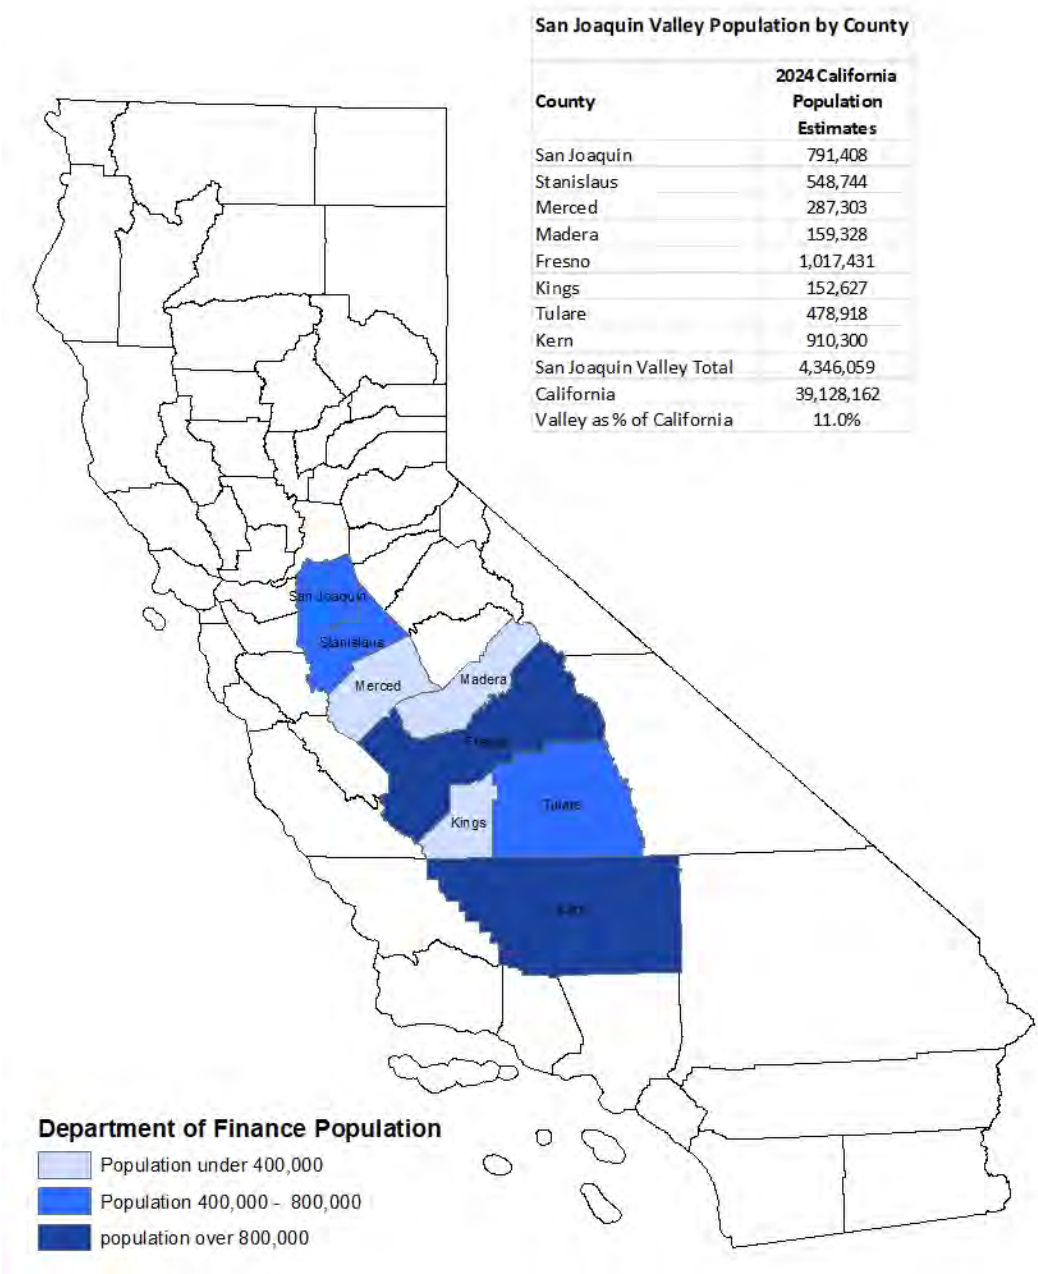 San Joaquin Valley Population by County
County
2024 California
Population
Estimates
San Joaquin 791,408
Stanislaus 548,744
Merced 287,303
Madera 159,328
Fresno 1,017,431
Kings 152,627
Tulare 478,918
Kern 910,300
San Joaquin Valley Total 4,346,059
California 39,128,162
Valley as % of California 11.0%
San Joaquin
Stanislaus
Merced
Madera
Fresno
Tulare
Kings
Kern
Department of Finance Population
Population under 400,000
Population 400,000 - 800,000
population over 800,000